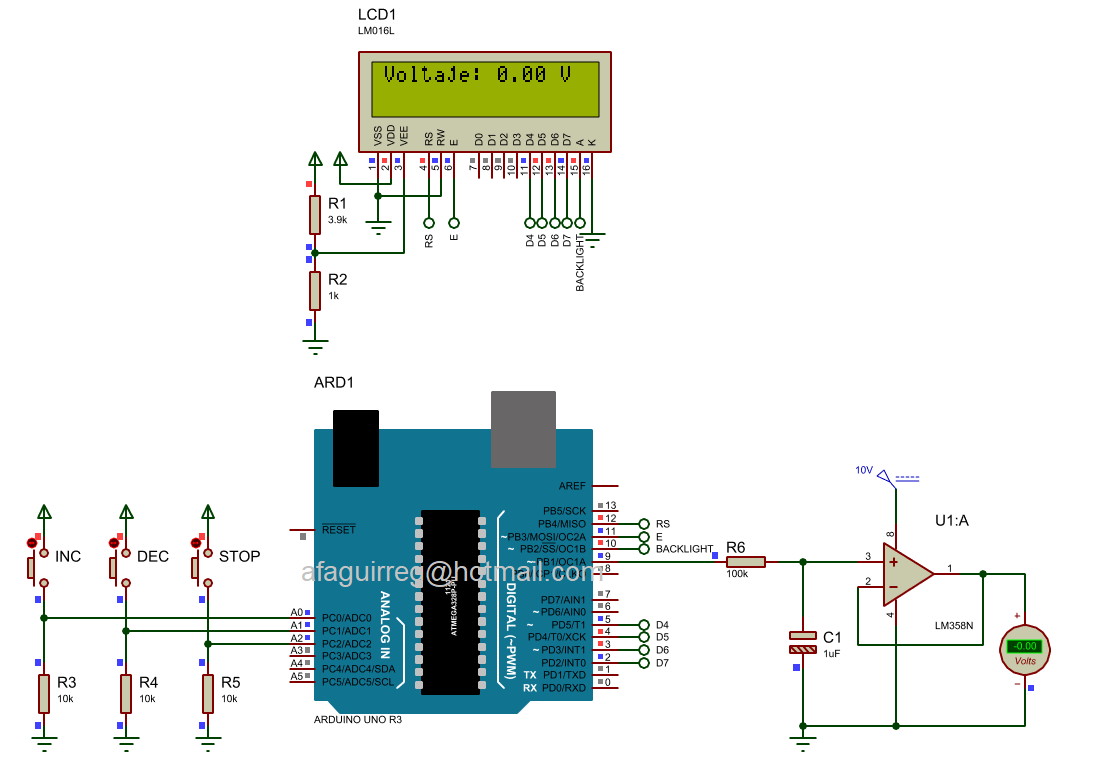 LCD1
LM016L
Voltaje: 0.00 V
VSS VDD VEE RS RW E D0 D1 D2 D3 D4 D5 D6 D7 A K
1 2 3 4 5 6 7 8 9 10 11 12 13 14 15 16
R1
3.9k
RS E D4 D5 D6 D7 BACKLIGHT
R2
1k
ARD1
AREF
RESET
PB5/SCK 13
PB4/MISO 12 RS
~PB3/MOSI/OC2A 11 E
~ PB2/SS/OC1B 10 BACKLIGHT
~ PB1/OC1A 9
8
PD7/AIN1 7
~ PD6/AIN0 6
~ PD5/T1 5 D4
PD4/T0/XCK 4 D5
~ PD3/INT1 3 D6
PD2/INT0 2 D7
TX PD1/TXD 1
RX PD0/RXD 0
DIGITAL (~PWM)
ANALOG IN
ATMEGA328P-PU
1121
afaguirreg@hotmail.com
A0 PC0/ADC0
A1 PC1/ADC1
A2 PC2/ADC2
A3 PC3/ADC3
A4 PC4/ADC4/SDA
A5 PC5/ADC5/SCL
ARDUINO UNO R3
INC
DEC
STOP
R3
10k
R4
10k
R5
10k
R6
100k
C1
1uF
10V
U1:A
3
2
8
4
1
LM358N
+
-0.00
Volts